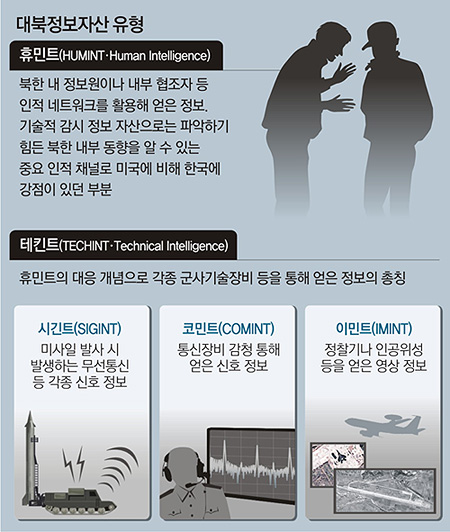 대북정보자산 유형
휴민트(HUMINT·Human Intelligence)
북한 내 정보원이나 내부 협조자 등
인적 네트워크를 활용해 얻은 정보.
기술적 감시 정보 자산으로는 파악하기
힘든 북한 내부 동향을 알 수 있는
중요 인적 채널로 미국에 비해 한국에
강점이 있던 부분
테킨트(TECHINT·Technical Intelligence)
휴민트의 대응 개념으로 각종 군사기술장비 등을 통해 얻은 정보의 총칭
시긴트(SIGINT)
미사일 발사 시
발생하는 무선통신
등 각종 신호 정보
코민트(COMINT)
통신장비 감청 통해
얻은 신호 정보
이민트(IMINT)
정찰기나 인공위성
등을 얻은 영상 정보